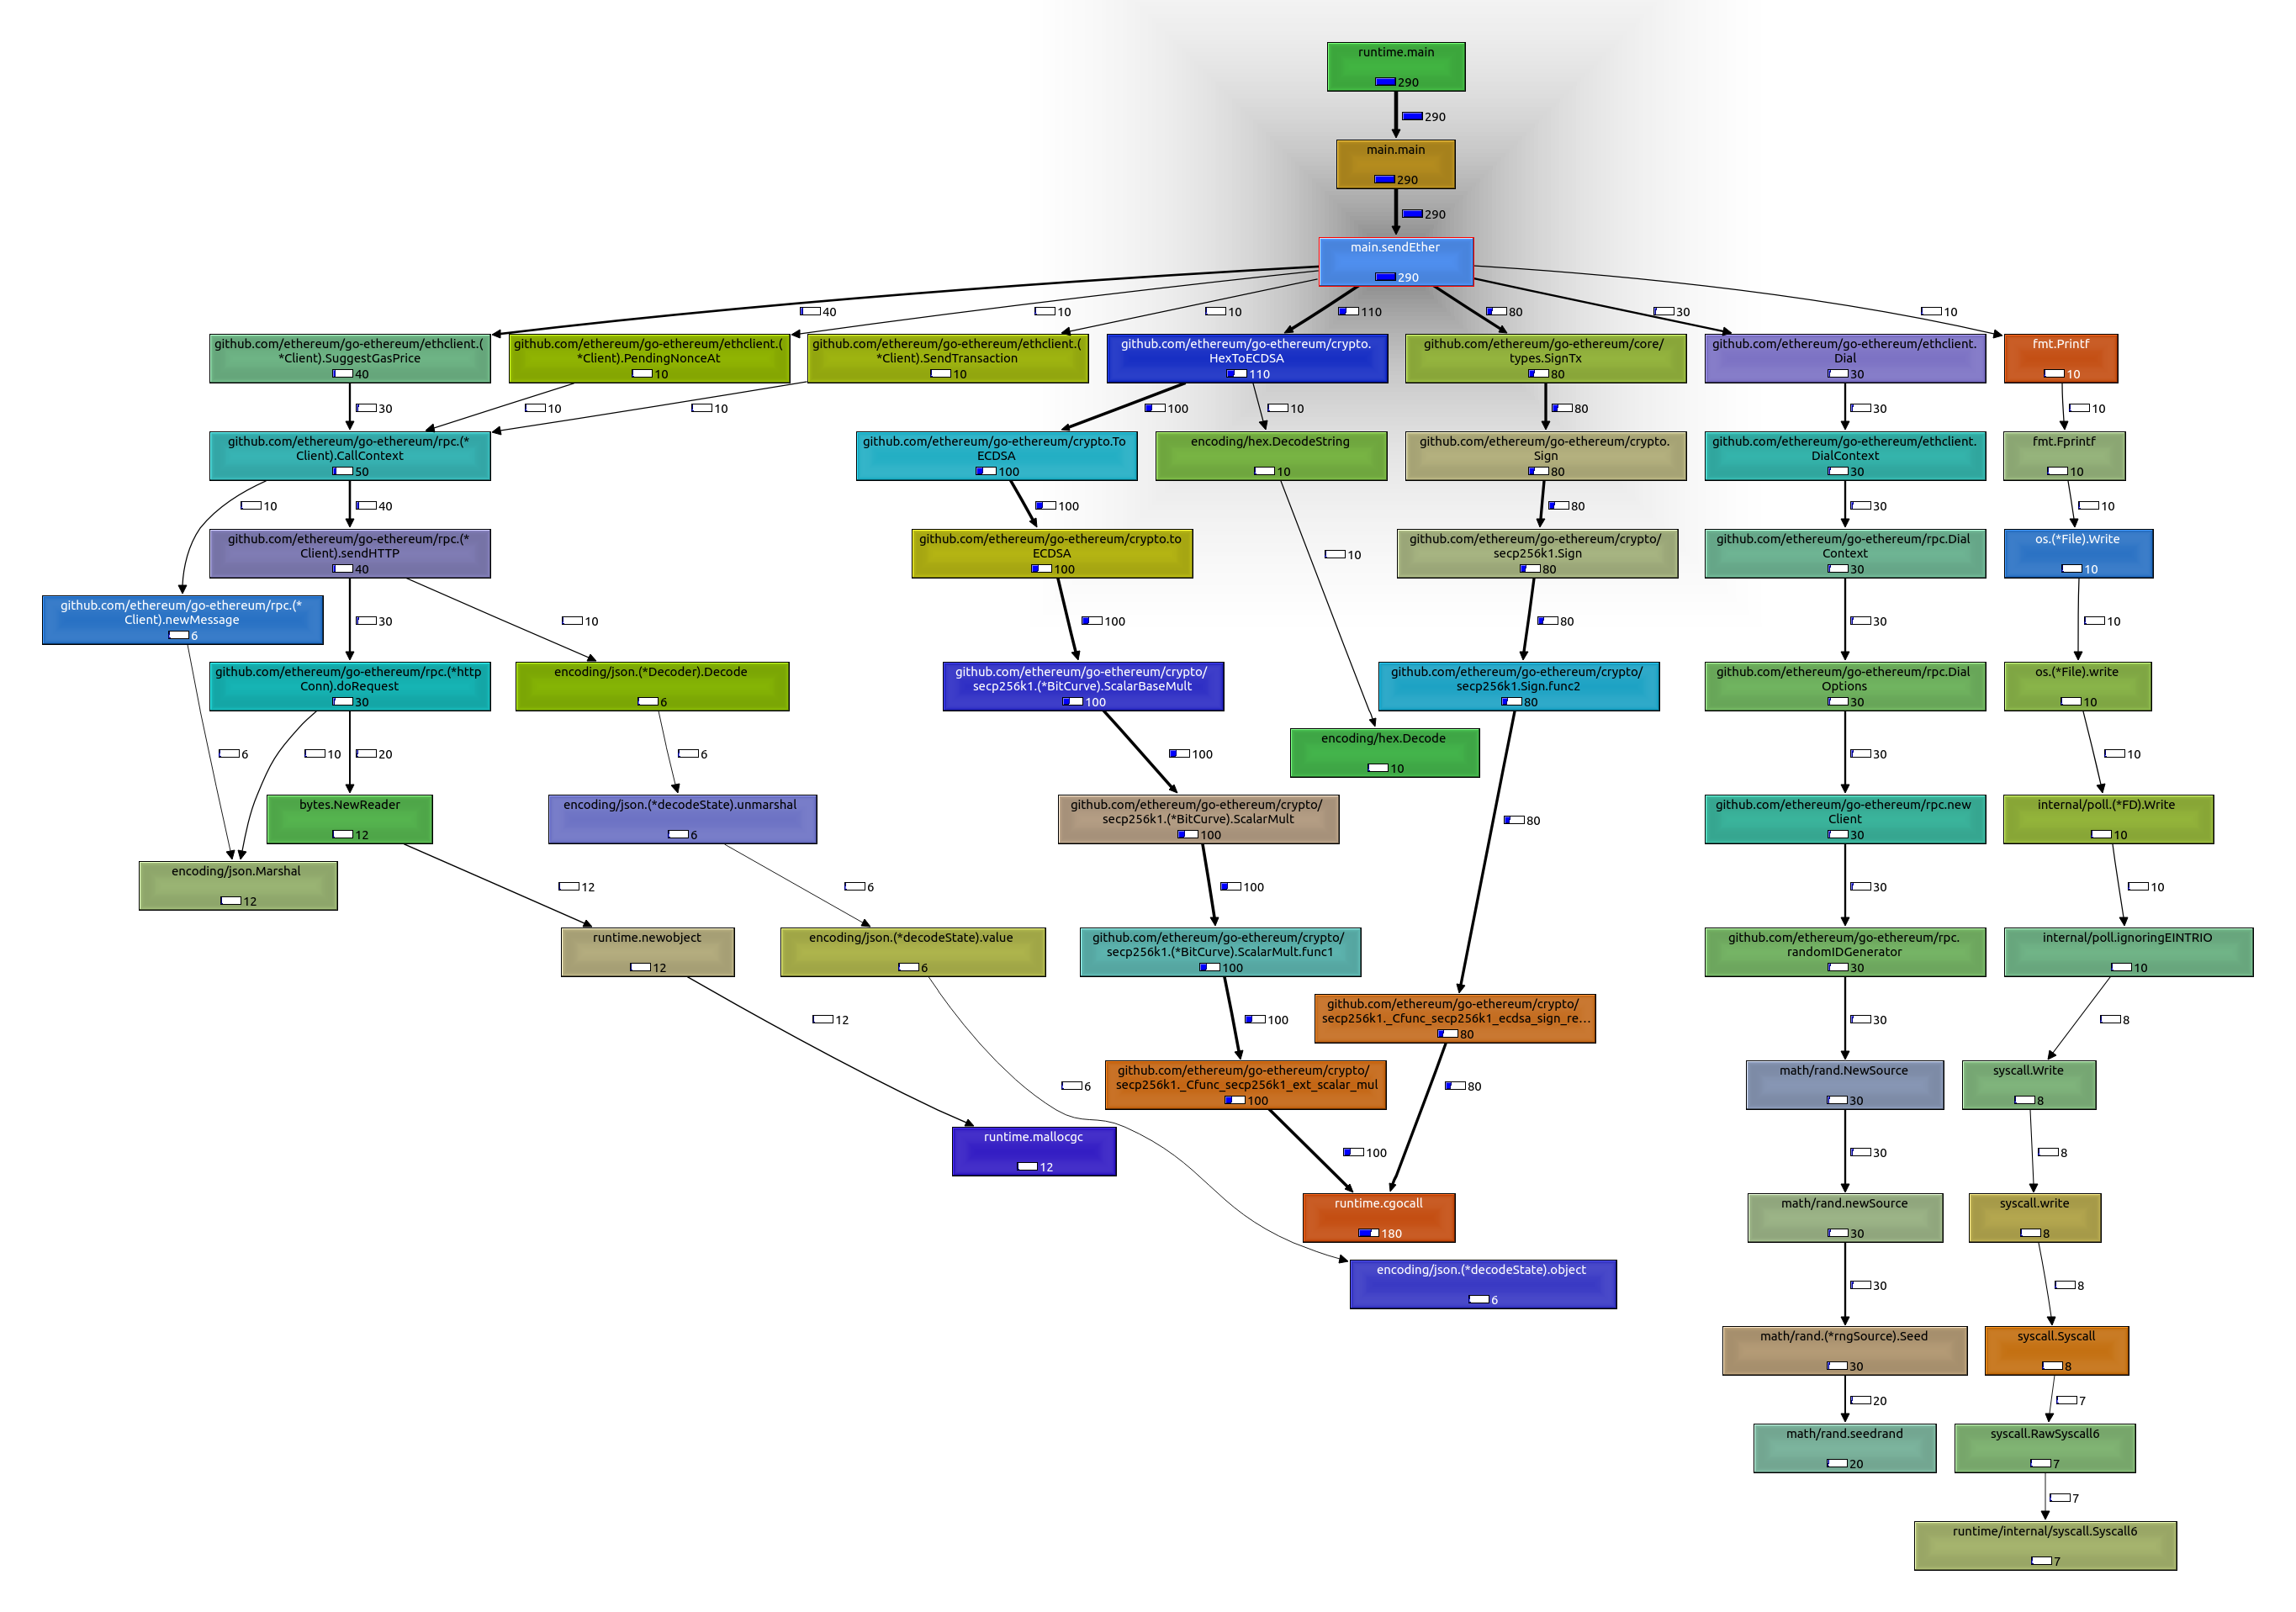 runtime.main
290
290
main.main
290
290
main.sendEther
290
40
10
10
110
80
30
10
github.com/ethereum/go-ethereum/ethclient.(
*Client).SuggestGasPrice
40
github.com/ethereum/go-ethereum/ethclient.(
*Client).PendingNonceAt
10
github.com/ethereum/go-ethereum/ethclient.(
*Client).SendTransaction
10
github.com/ethereum/go-ethereum/crypto.
HexToECDSA
110
github.com/ethereum/go-ethereum/core/
types.SignTx
80
github.com/ethereum/go-ethereum/ethclient.
Dial
30
fmt.Printf
10
30
10
10
100
10
80
30
10
github.com/ethereum/go-ethereum/rpc.(*
Client).CallContext
50
github.com/ethereum/go-ethereum/crypto.To
ECDSA
100
encoding/hex.DecodeString
10
github.com/ethereum/go-ethereum/crypto.
Sign
80
github.com/ethereum/go-ethereum/ethclient.
DialContext
30
fmt.Fprintf
10
10
40
100
80
30
10
github.com/ethereum/go-ethereum/rpc.(*
Client).sendHTTP
40
github.com/ethereum/go-ethereum/crypto.to
ECDSA
100
10
github.com/ethereum/go-ethereum/crypto/
secp256k1.Sign
80
github.com/ethereum/go-ethereum/rpc.Dial
Context
30
os.(*File).Write
10
github.com/ethereum/go-ethereum/rpc.(*
Client).newMessage
6
30
10
100
80
30
10
github.com/ethereum/go-ethereum/rpc.(*http
Conn).doRequest
30
encoding/json.(*Decoder).Decode
6
github.com/ethereum/go-ethereum/crypto/
secp256k1.(*BitCurve).ScalarBaseMult
100
github.com/ethereum/go-ethereum/crypto/
secp256k1.Sign.func2
80
github.com/ethereum/go-ethereum/rpc.Dial
Options
30
os.(*File).write
10
6
10
20
6
100
encoding/hex.Decode
10
30
10
bytes.NewReader
12
encoding/json.(*decodeState).unmarshal
6
github.com/ethereum/go-ethereum/crypto/
secp256k1.(*BitCurve).ScalarMult
100
80
github.com/ethereum/go-ethereum/rpc.new
Client
30
internal/poll.(*FD).Write
10
encoding/json.Marshal
12
12
6
100
30
10
runtime.newobject
12
encoding/json.(*decodeState).value
6
github.com/ethereum/go-ethereum/crypto/
secp256k1.(*BitCurve).ScalarMult.func1
100
github.com/ethereum/go-ethereum/rpc.
randomIDGenerator
30
internal/poll.ignoringEINTRIO
10
12
100
github.com/ethereum/go-ethereum/crypto/
secp256k1._Cfunc_secp256k1_ecdsa_sign_re...
80
30
8
6
github.com/ethereum/go-ethereum/crypto/
secp256k1._Cfunc_secp256k1_ext_scalar_mul
100
80
math/rand.NewSource
30
syscall.Write
8
runtime.mallocgc
12
100
30
8
runtime.cgocall
180
math/rand.newSource
30
syscall.write
8
encoding/json.(*decodeState).object
6
30
8
math/rand.(*rngSource).Seed
30
syscall.Syscall
8
20
7
math/rand.seedrand
20
syscall.RawSyscall6
7
7
runtime/internal/syscall.Syscall6
7